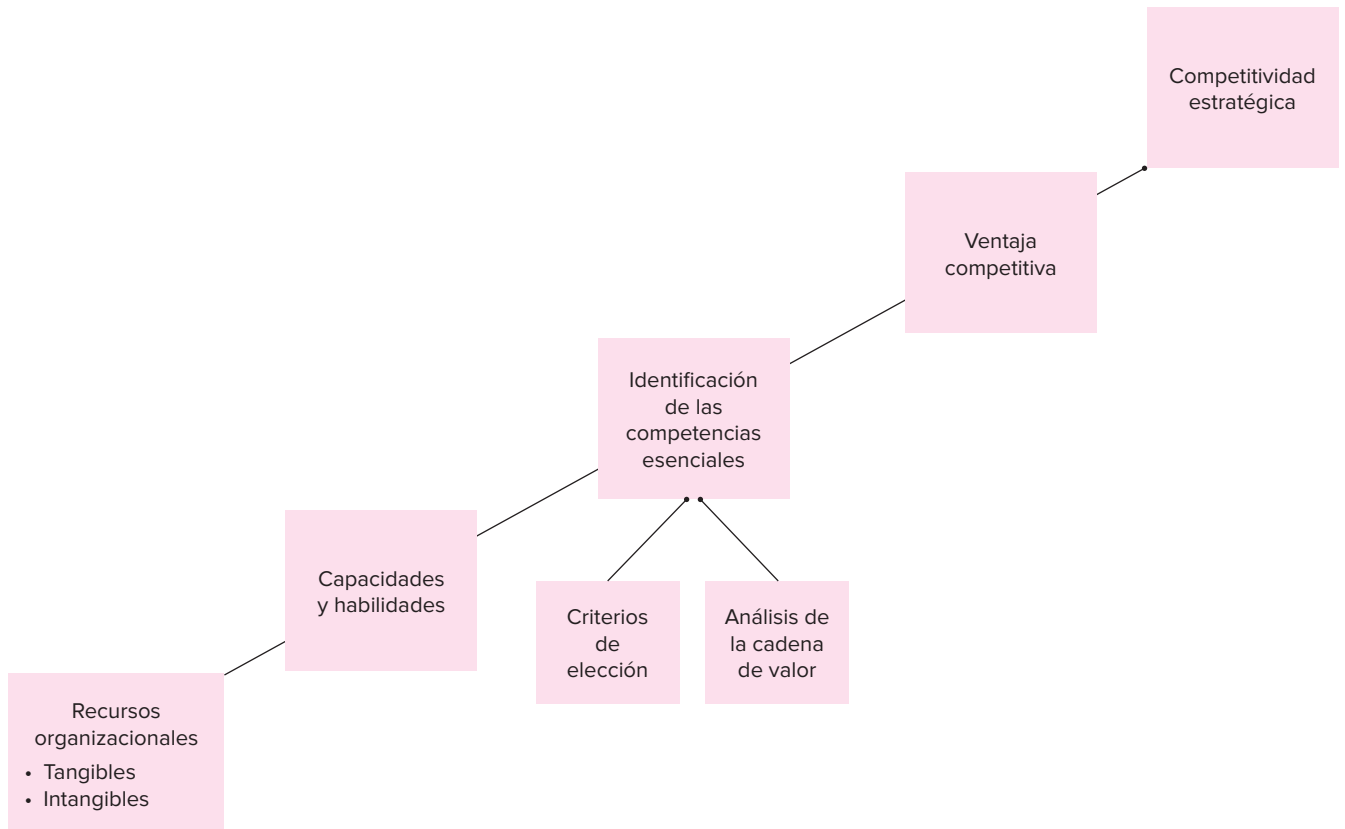 Competitividad
estratégica
Ventaja
competitiva
Identificación
de las
competencias
esenciales
Capacidades
y habilidades
Criterios
de
elección
Análisis de
la cadena
de valor
Recursos
organizacionales
• Tangibles
• Intangibles